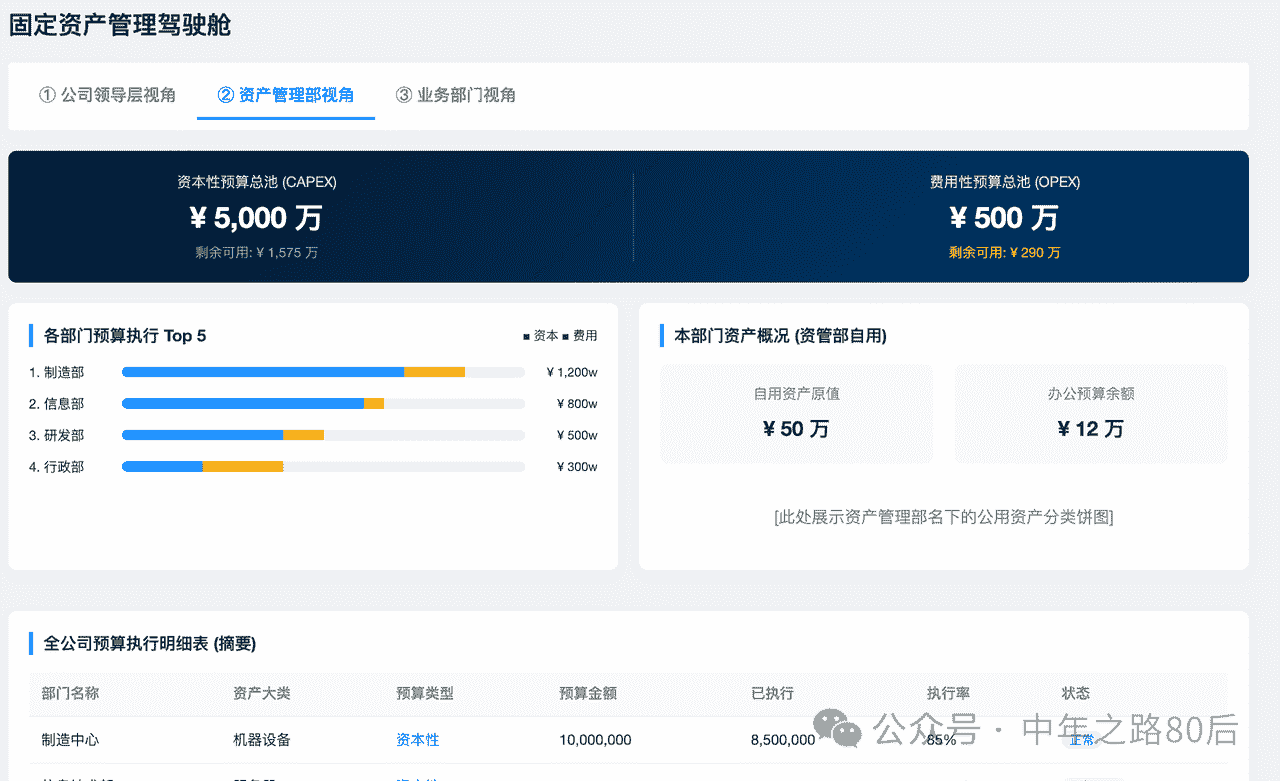 固定资产管理驾驶舱
① 公司领导层视角 ② 资产管理部视角 ③ 业务部门视角
资本性预算总池 (CAPEX)
¥ 5,000 万
剩余可用: ¥ 1,575 万
费用性预算总池 (OPEX)
¥ 500 万
剩余可用: ¥ 290 万
各部门预算执行 Top 5
■ 资本 ■ 费用
1. 制造部 ¥ 1,200w
2. 信息部 ¥ 800w
3. 研发部 ¥ 500w
4. 行政部 ¥ 300w
本部门资产概况 (资管部自用)
自用资产原值
¥ 50 万
办公预算余额
¥ 12 万
[此处展示资产管理部名下的公用资产分类饼图]
全公司预算执行明细表 (摘要)
部门名称 资产大类 预算类型 预算金额 已执行 执行率 状态
制造中心 机器设备 资本性 10,000,000 8,500,000 85% 正常
公众号 · 中年之路80后